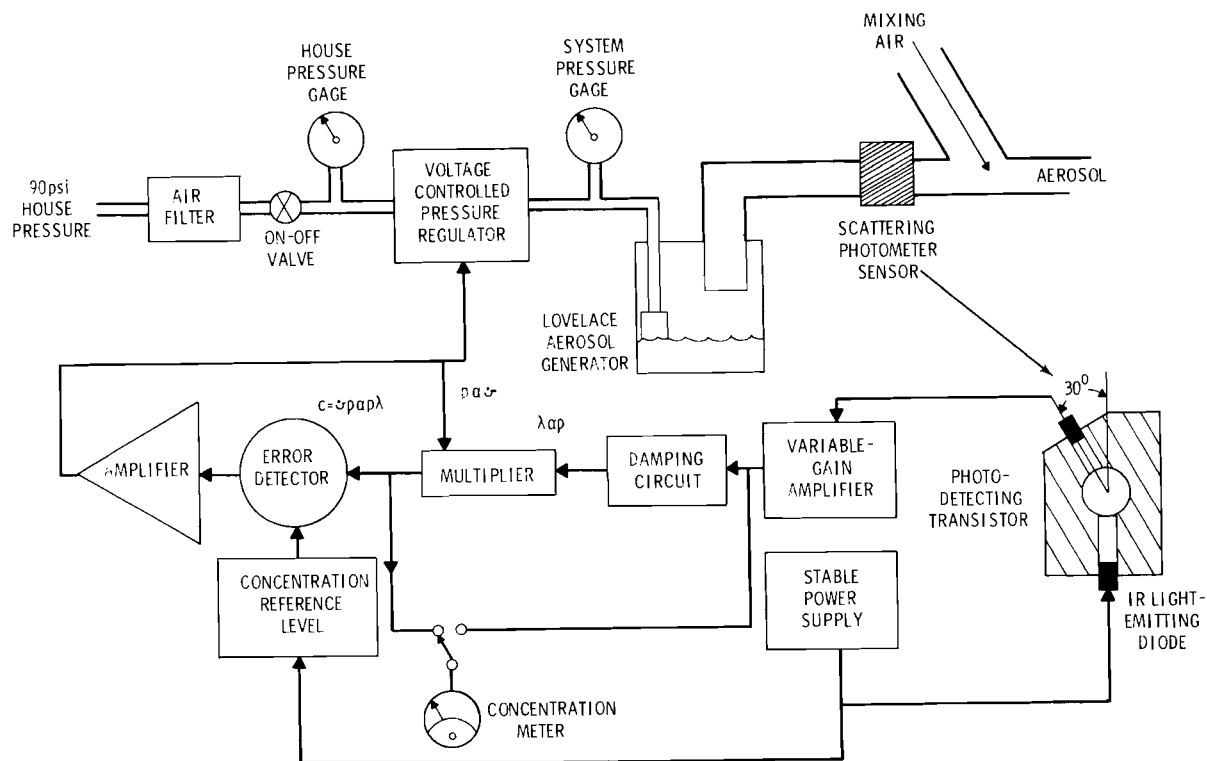 MIXING
AIR
HOUSE
PRESSURE
GAGE
SYSTEM
PRESSURE
GAGE
90psi
HOUSE
PRESSURE
AIR
FILTER
ON-OFF
VALVE
VOLTAGE
CONTROLLED
PRESSURE
REGULATOR
AEROSOL
SCATTERING
PHOTOMETER
SENSOR
LOVELACE
AEROSOL
GENERATOR
λαp
30°
AMPLIFIER
ERROR
DETECTOR
MULTIPLIER
DAMPING
CIRCUIT
VARIABLE-
GAIN
AMPLIFIER
PHOTO-
DETECTING
TRANSISTOR
CONCENTRATION
REFERENCE
LEVEL
STABLE
POWER
SUPPLY
IR LIGHT-
EMITTING
DIODE
CONCENTRATION
METER